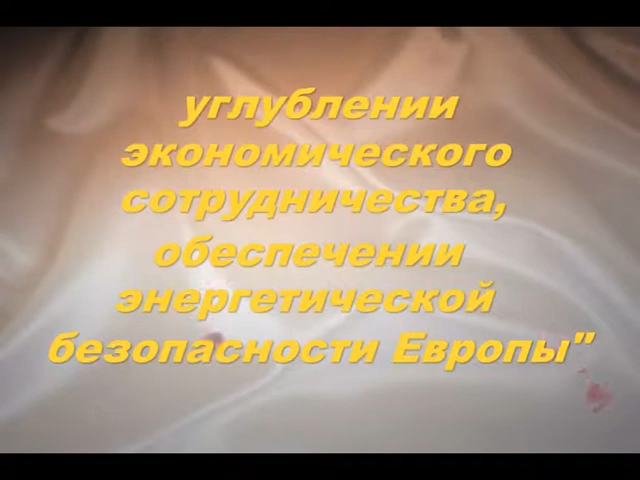 углублении
экономического
сотрудничества,
обеспечении
энергетической
безопасности Европы"